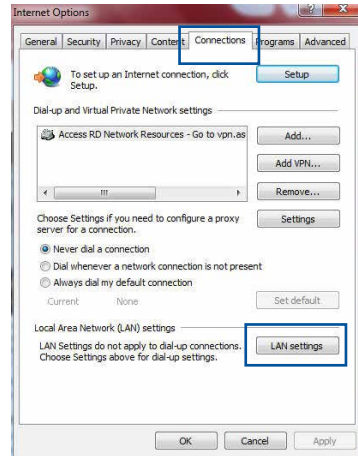 Internet Options
General Security Privacy Content Connections Programs Advanced
To set up an Internet connection, click
Setup.
Setup
Dial-up and Virtual Private Network settings
Access RD Network Resources - Go to vpn.as
Add...
Add VPN...
Remove...
Choose Settings if you need to configure a proxy
server for a connection.
Settings
Never dial a connection
Dial whenever a network connection is not present
Always dial my default connection
Current None
Set default
Local Area Network (LAN) settings
LAN Settings do not apply to dial-up connections.
Choose Settings above for dial-up settings.
LAN settings
OK Cancel Apply